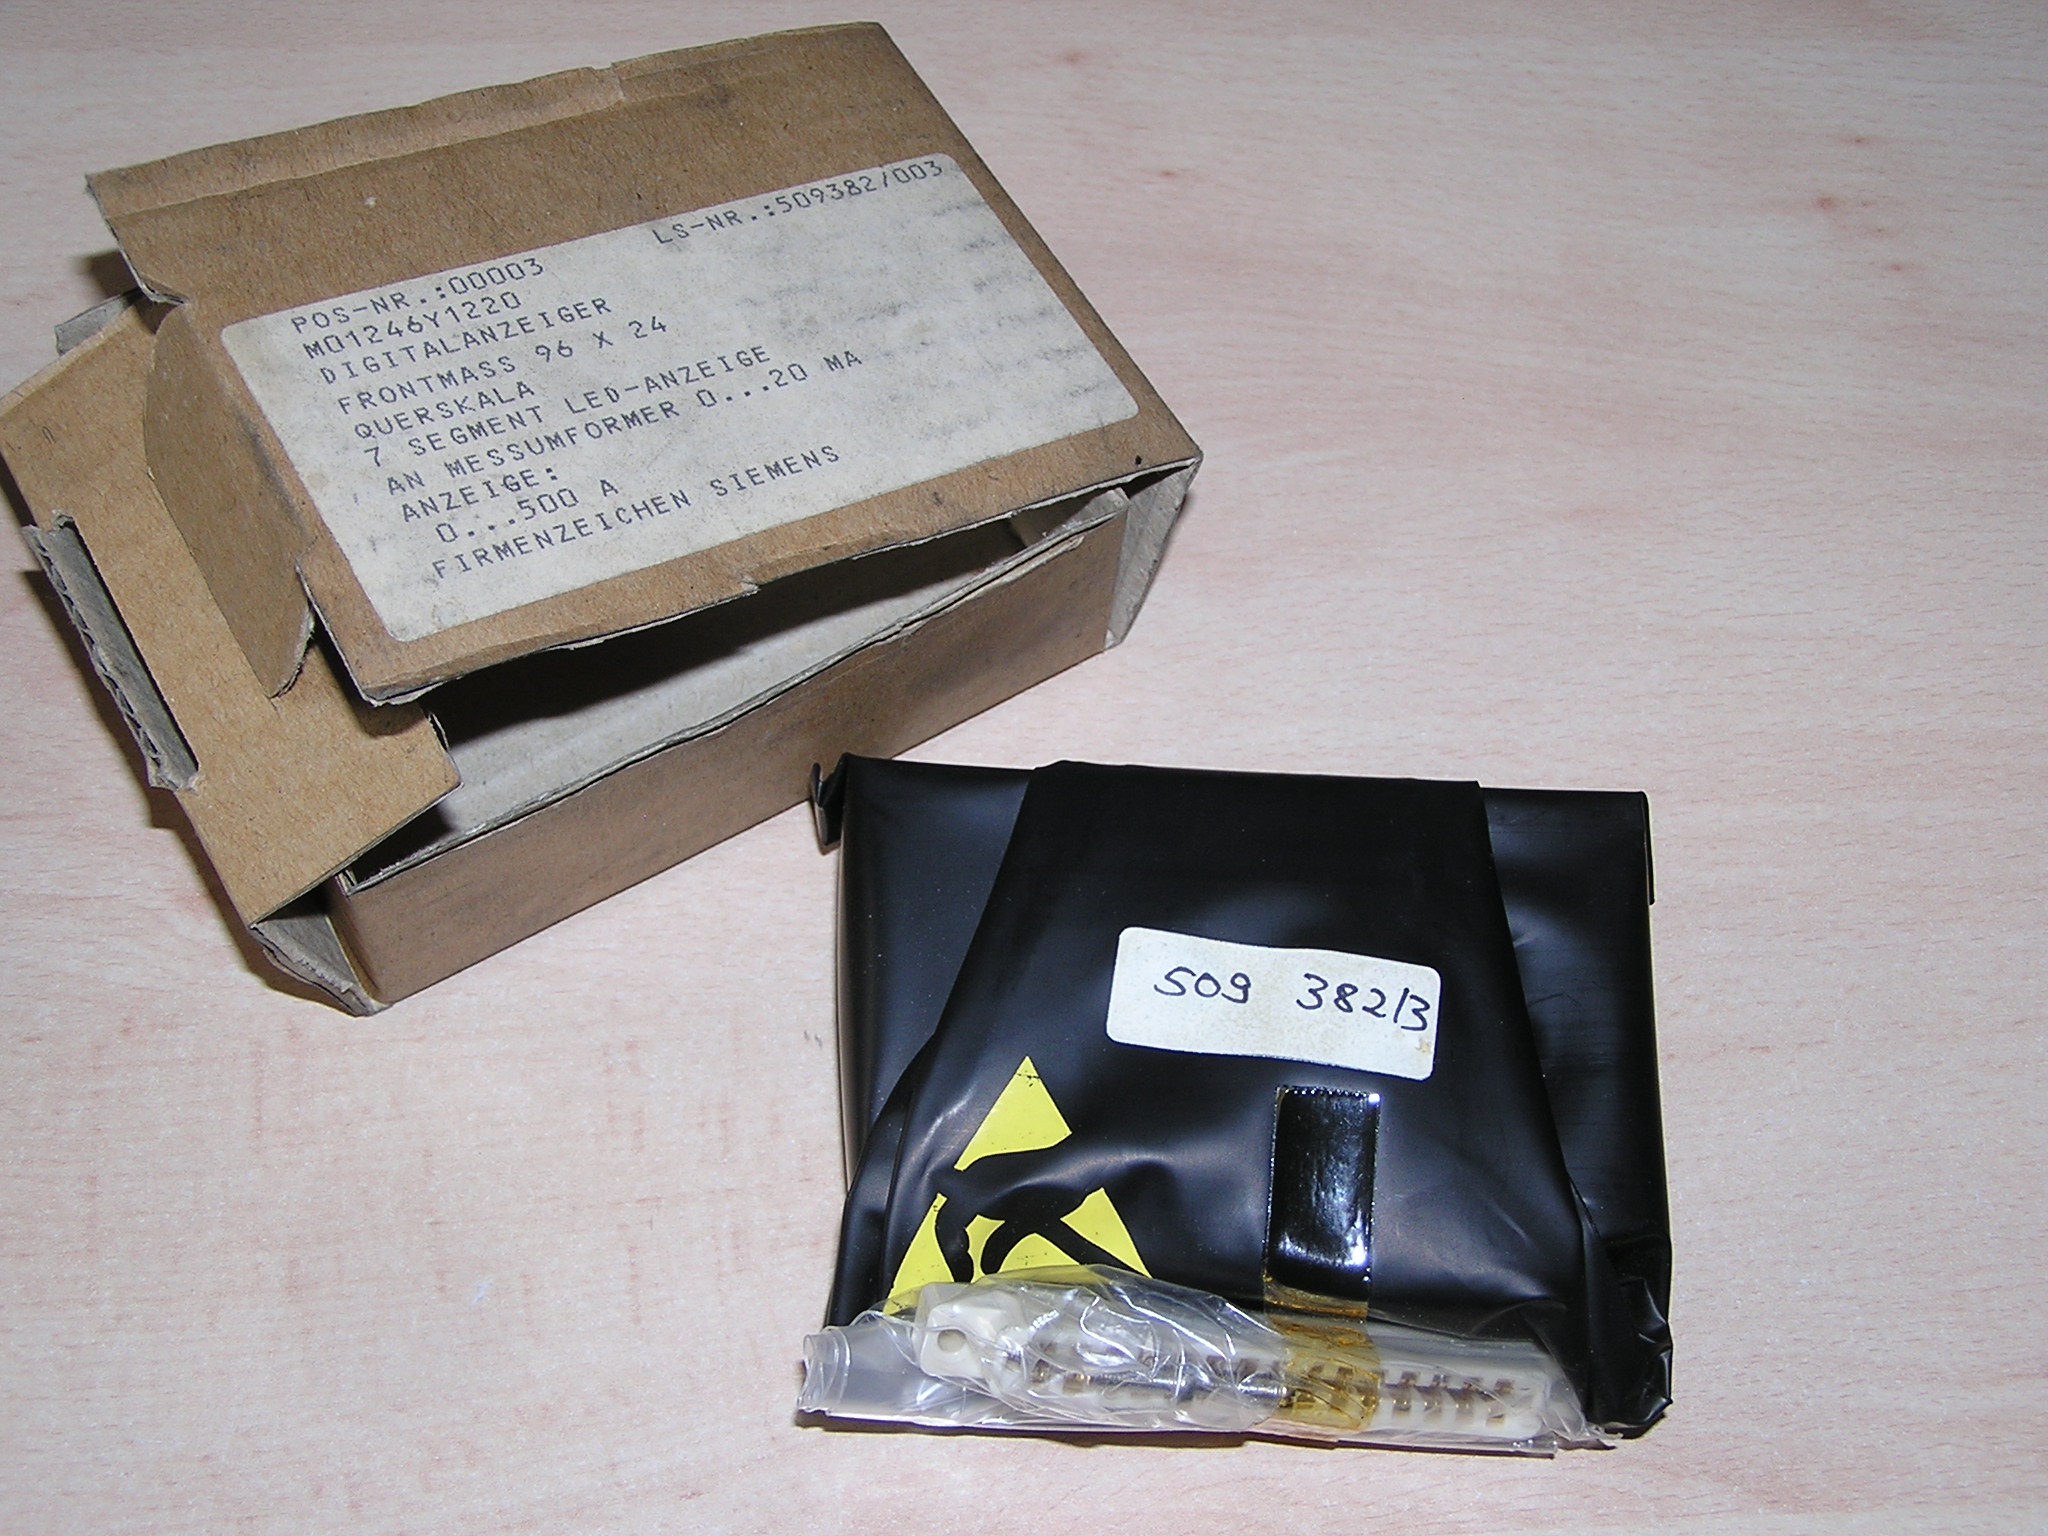 LS-NR.:509382/003
POS-NR.:00003
M01246Y1220
DIGITALANZEIGER
FRONTMASS 96 X 24
QUERSKALA
7 SEGMENT LED-ANZEIGE
AN MESSUMFORMER 0...20 MA
ANZEIGE:
0...500 A
FIRMENZEICHEN SIEMENS
509 382/3